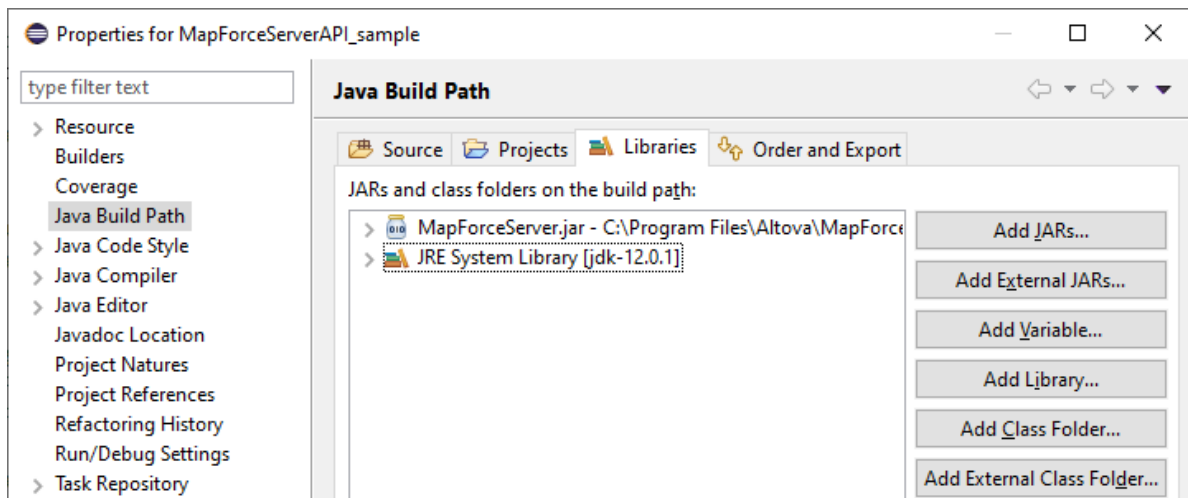 Properties for MapForceServerAPI_sample
type filter text
Resource
Builders
Coverage
Java Build Path
Java Code Style
Java Compiler
Java Editor
Javadoc Location
Project Natures
Project References
Refactoring History
Run/Debug Settings
Task Repository
Java Build Path
Source Projects Libraries Order and Export
JARs and class folders on the build path:
MapForceServer.jar - C:\Program Files\Altova\MapForce
JRE System Library [jdk-12.0.1]
Add JARs...
Add External JARs...
Add Variable...
Add Library...
Add Class Folder...
Add External Class Folder...